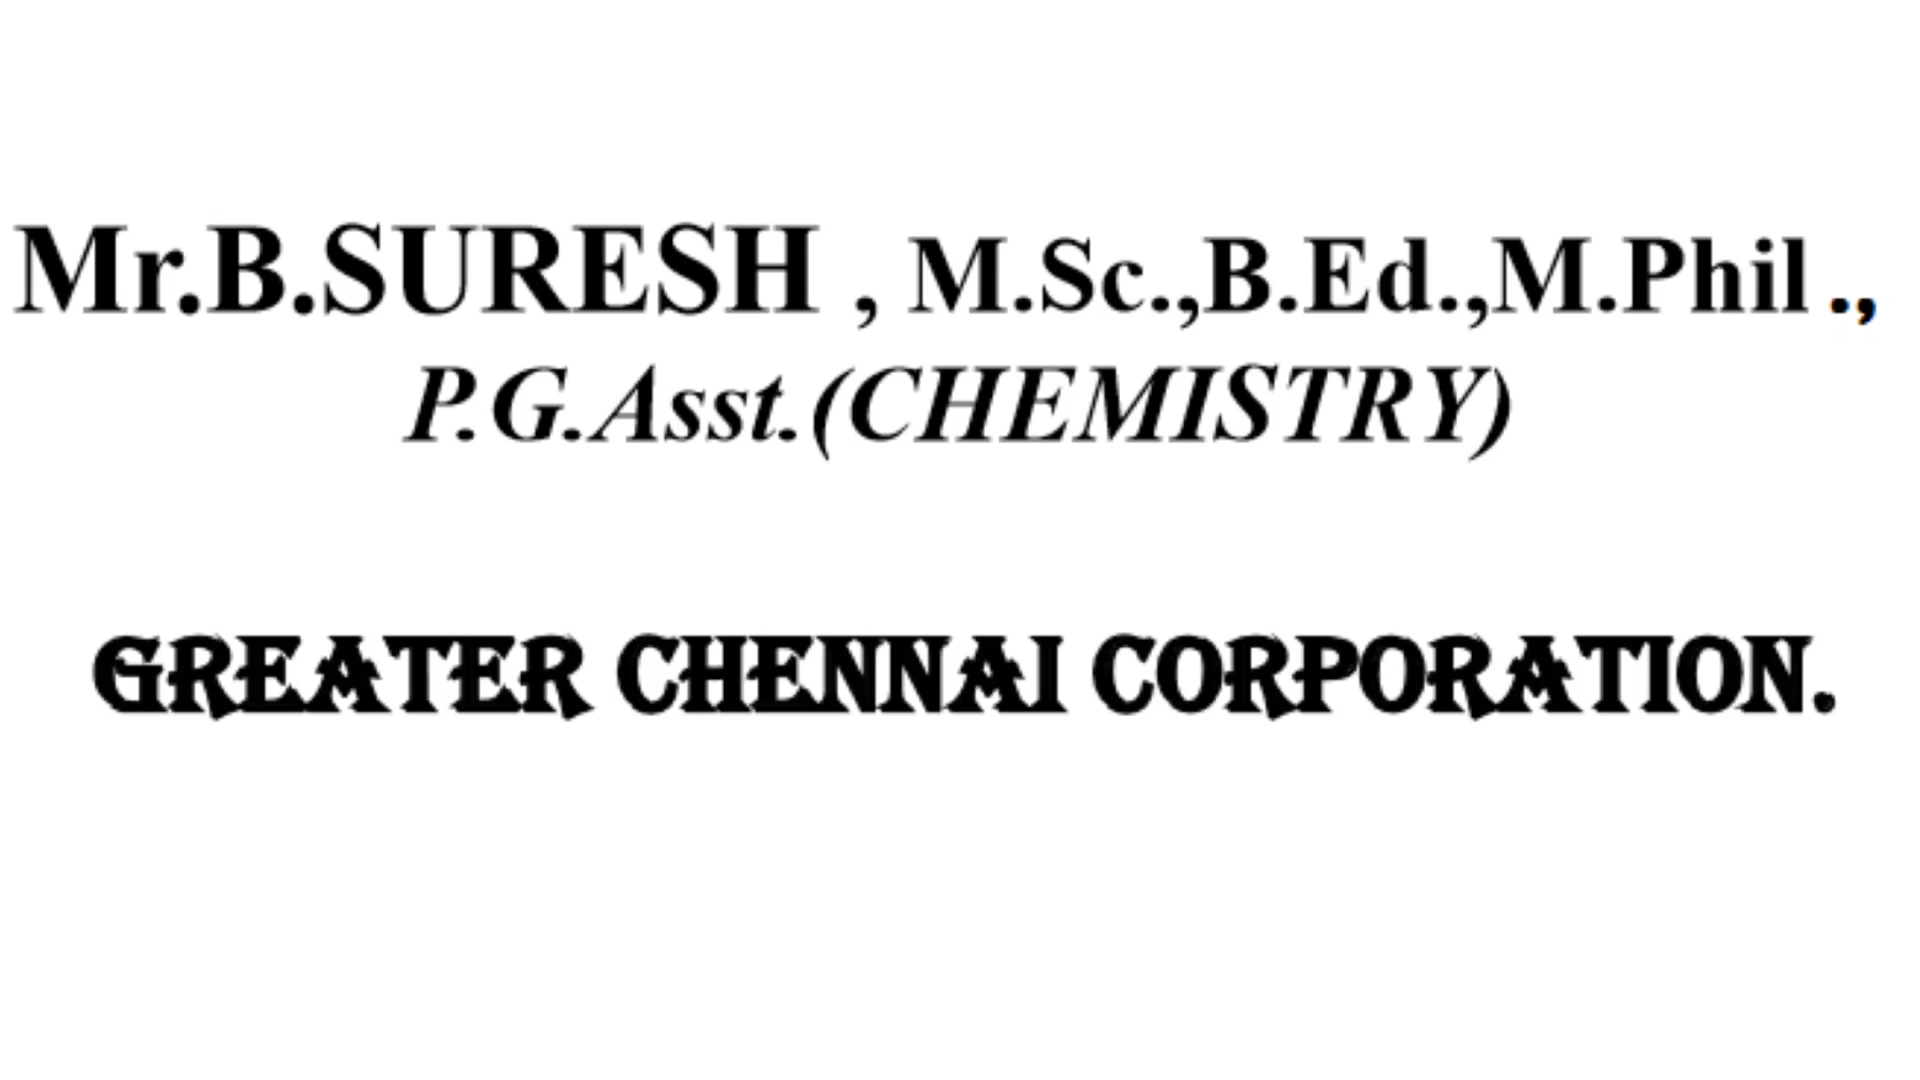 Mr.B.SURESH , M.Sc.,B.Ed.,M.Phil .,
P.G.Asst.(CHEMISTRY)
GREATER CHENNAI CORPORATION.